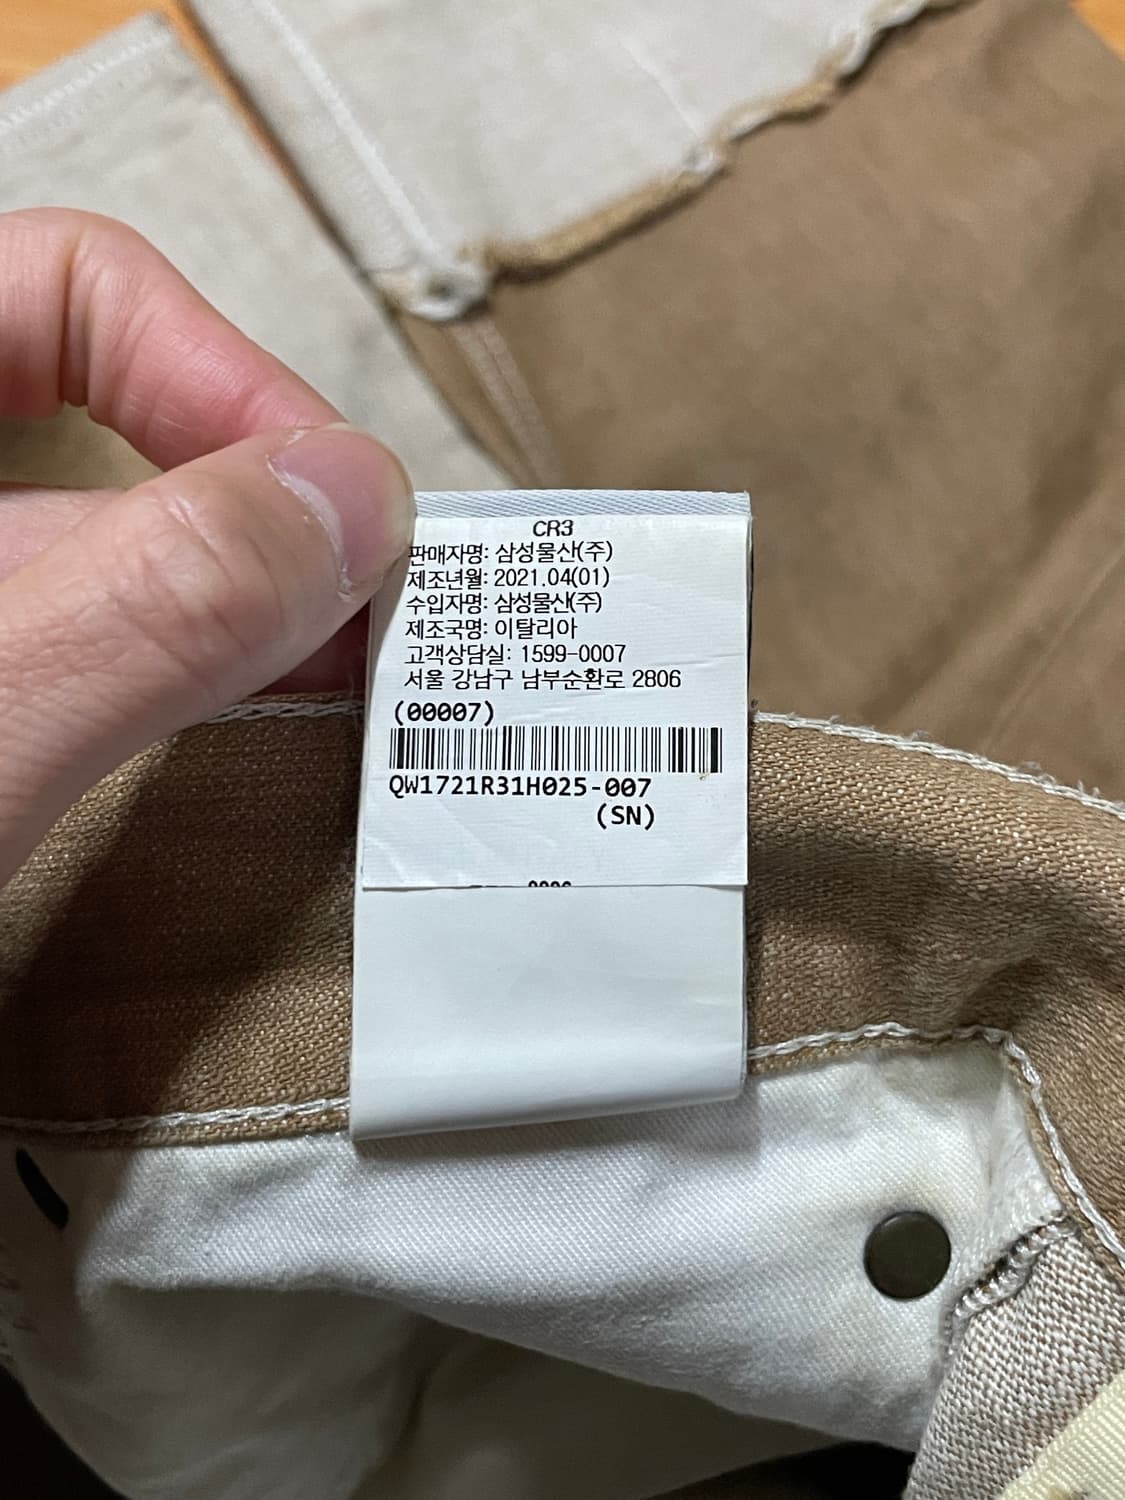 CR3
판매자명: 삼성물산(주)
제조년월: 2021.04(01)
수입자명: 삼성물산(주)
제조국명: 이탈리아
고객상담실: 1599-0007
서울 강남구 남부순환로 2806
(00007)
QW1721R31H025-007
(SN)